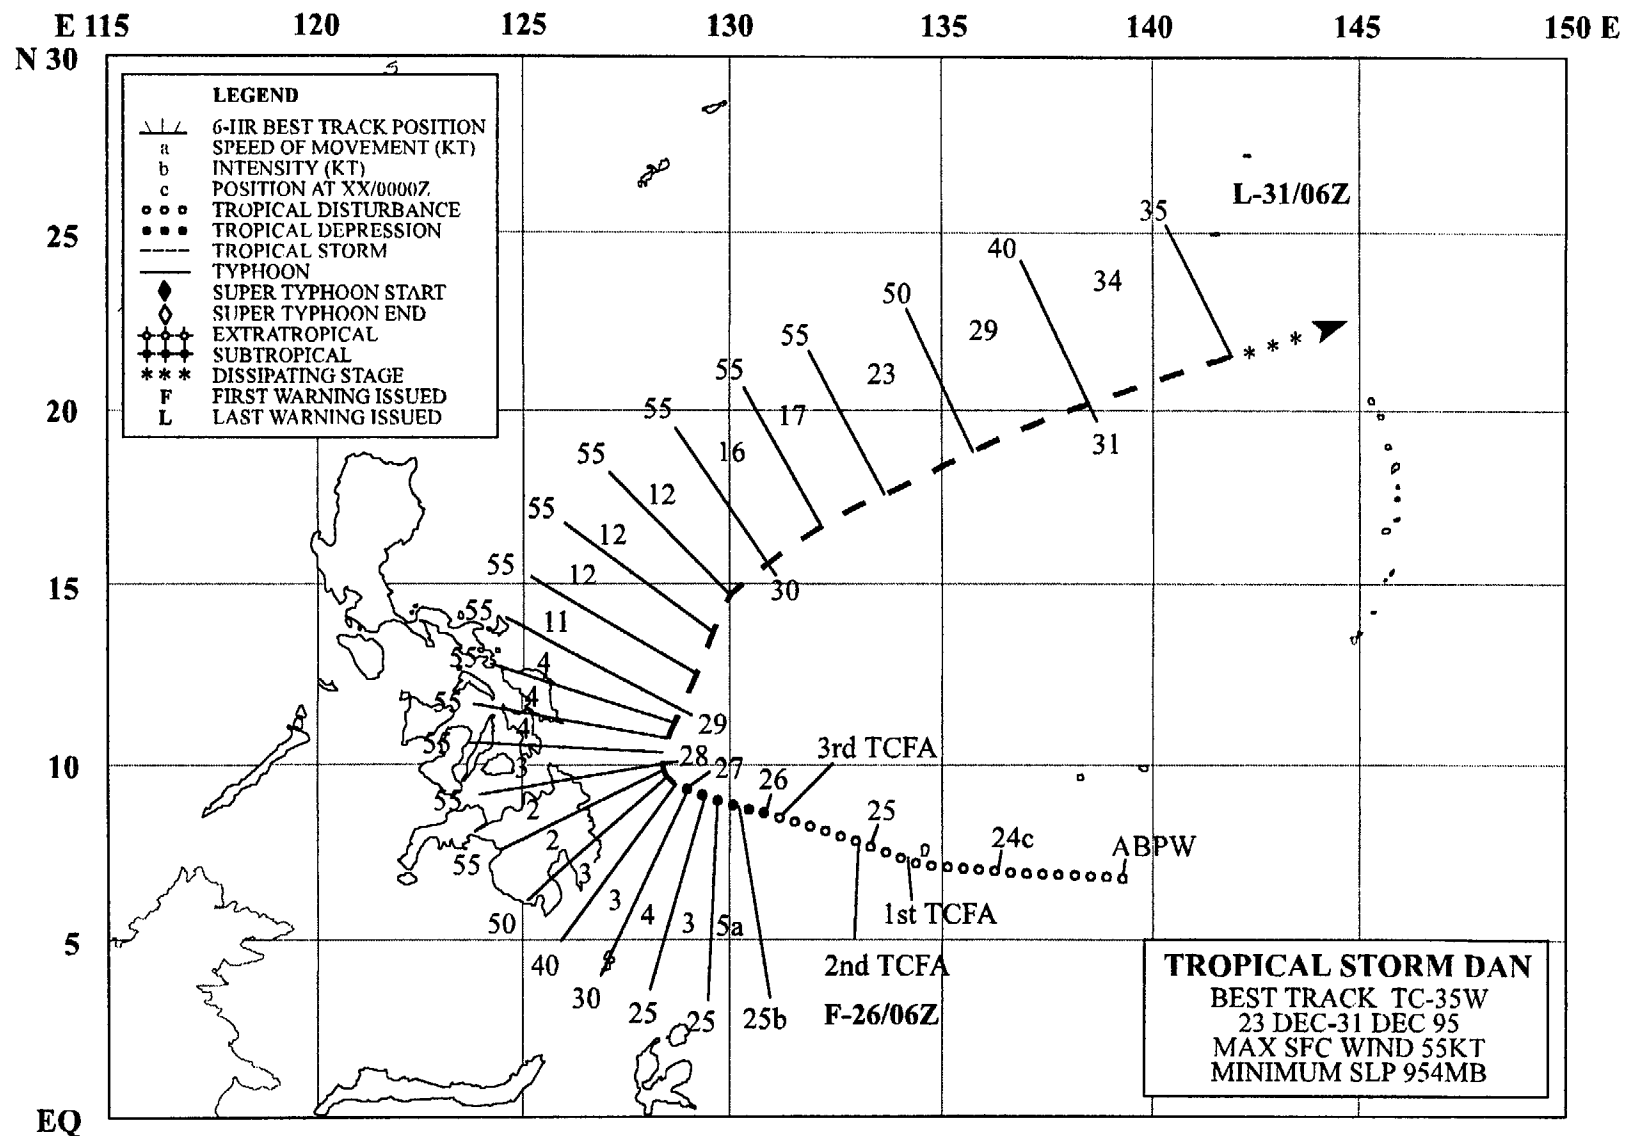 E 115 120 125 130 135 140 145 150 E
N 30
25
20
15
10
5
EQ
LEGEND
6-HR BEST TRACK POSITION
a SPEED OF MOVEMENT (KT)
b INTENSITY (KT)
c POSITION AT XX/0000Z
TROPICAL DISTURBANCE
TROPICAL DEPRESSION
TROPICAL STORM
TYPHOON
SUPER TYPHOON START
SUPER TYPHOON END
EXTRATROPICAL
SUBTROPICAL
*** DISSIPATING STAGE
F FIRST WARNING ISSUED
L LAST WARNING ISSUED
L-31/06Z
35
40
34
50
29
55
23
55
17
55
16
55
12
55
12
55
12
55
11
55
4
55
4
55
4
55
3
55
2
2
50
3
40
3
30
4
25
3
25
5a
25b
31
***
30
29
28
27
26
3rd TCFA
25
24c
ABPW
1st TCFA
2nd TCFA
F-26/06Z
TROPICAL STORM DAN
BEST TRACK TC-35W
23 DEC-31 DEC 95
MAX SFC WIND 55KT
MINIMUM SLP 954MB